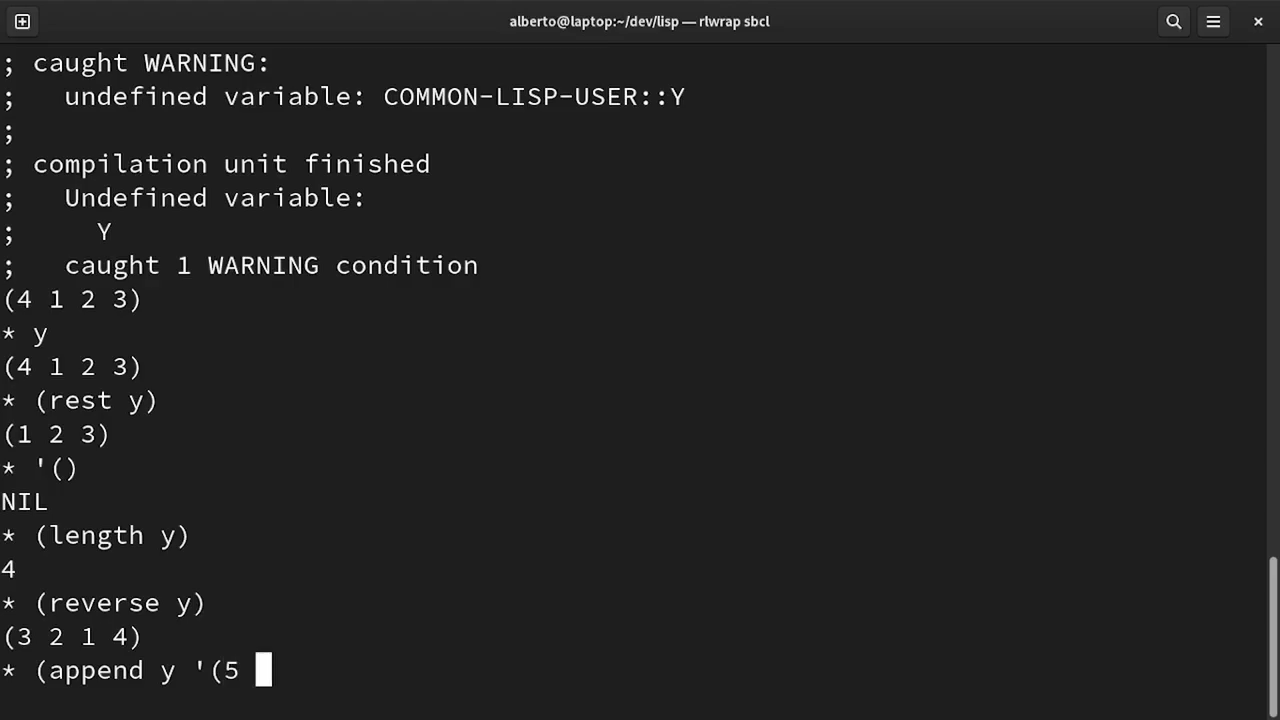 alberto@laptop:~/dev/lisp — rlwrap sbcl
; caught WARNING:
;   undefined variable: COMMON-LISP-USER::Y
;
; compilation unit finished
;   Undefined variable:
;     Y
;   caught 1 WARNING condition
(4 1 2 3)
* y
(4 1 2 3)
* (rest y)
(1 2 3)
* '()
NIL
* (length y)
4
* (reverse y)
(3 2 1 4)
* (append y '(5